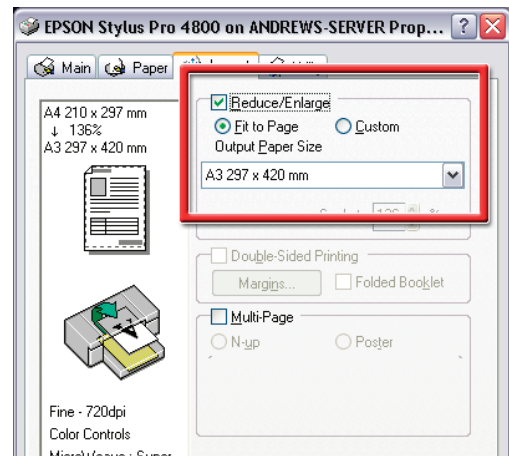 EPSON Stylus Pro 4800 on ANDREWS-SERVER Prop...
Main Paper
A4 210 x 297 mm
↓ 136%
A3 297 x 420 mm
Reduce/Enlarge
Fit to Page Custom
Output Paper Size
A3 297 x 420 mm
%
Double-Sided Printing
Margins... Folded Booklet
Multi-Page
N-up Poster
Fine - 720dpi
Color Controls